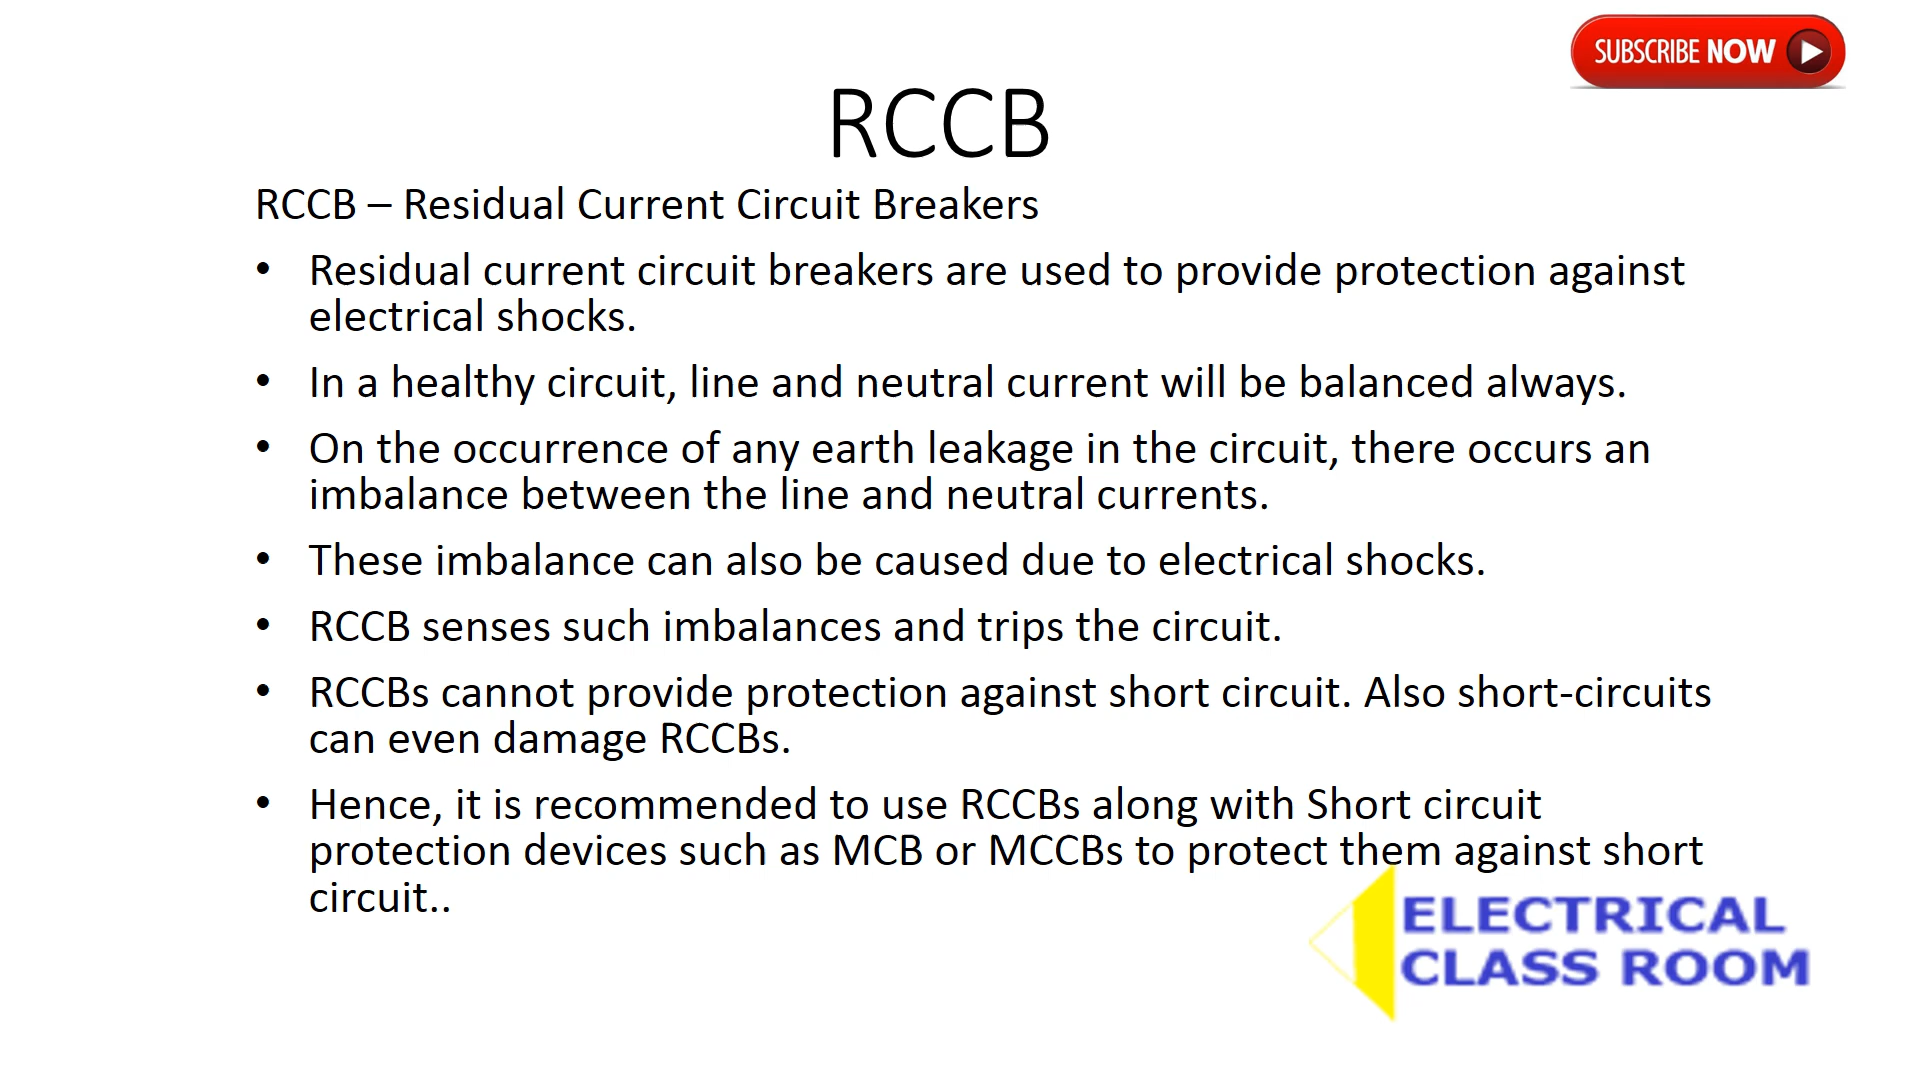 SUBSCRIBE NOW
RCCB
RCCB – Residual Current Circuit Breakers
• Residual current circuit breakers are used to provide protection against
electrical shocks.
• In a healthy circuit, line and neutral current will be balanced always.
• On the occurrence of any earth leakage in the circuit, there occurs an
imbalance between the line and neutral currents.
• These imbalance can also be caused due to electrical shocks.
• RCCB senses such imbalances and trips the circuit.
• RCCBs cannot provide protection against short circuit. Also short-circuits
can even damage RCCBs.
• Hence, it is recommended to use RCCBs along with Short circuit
protection devices such as MCB or MCCBs to protect them against short
circuit..
ELECTRICAL
CLASS ROOM